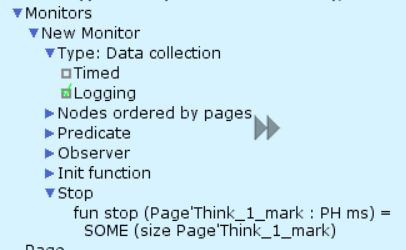 Monitors
New Monitor
Type: Data collection
Timed
Logging
Nodes ordered by pages
Predicate
Observer
Init function
Stop
fun stop (Page'Think_1_mark : PH ms) =
SOME (size Page'Think_1_mark)